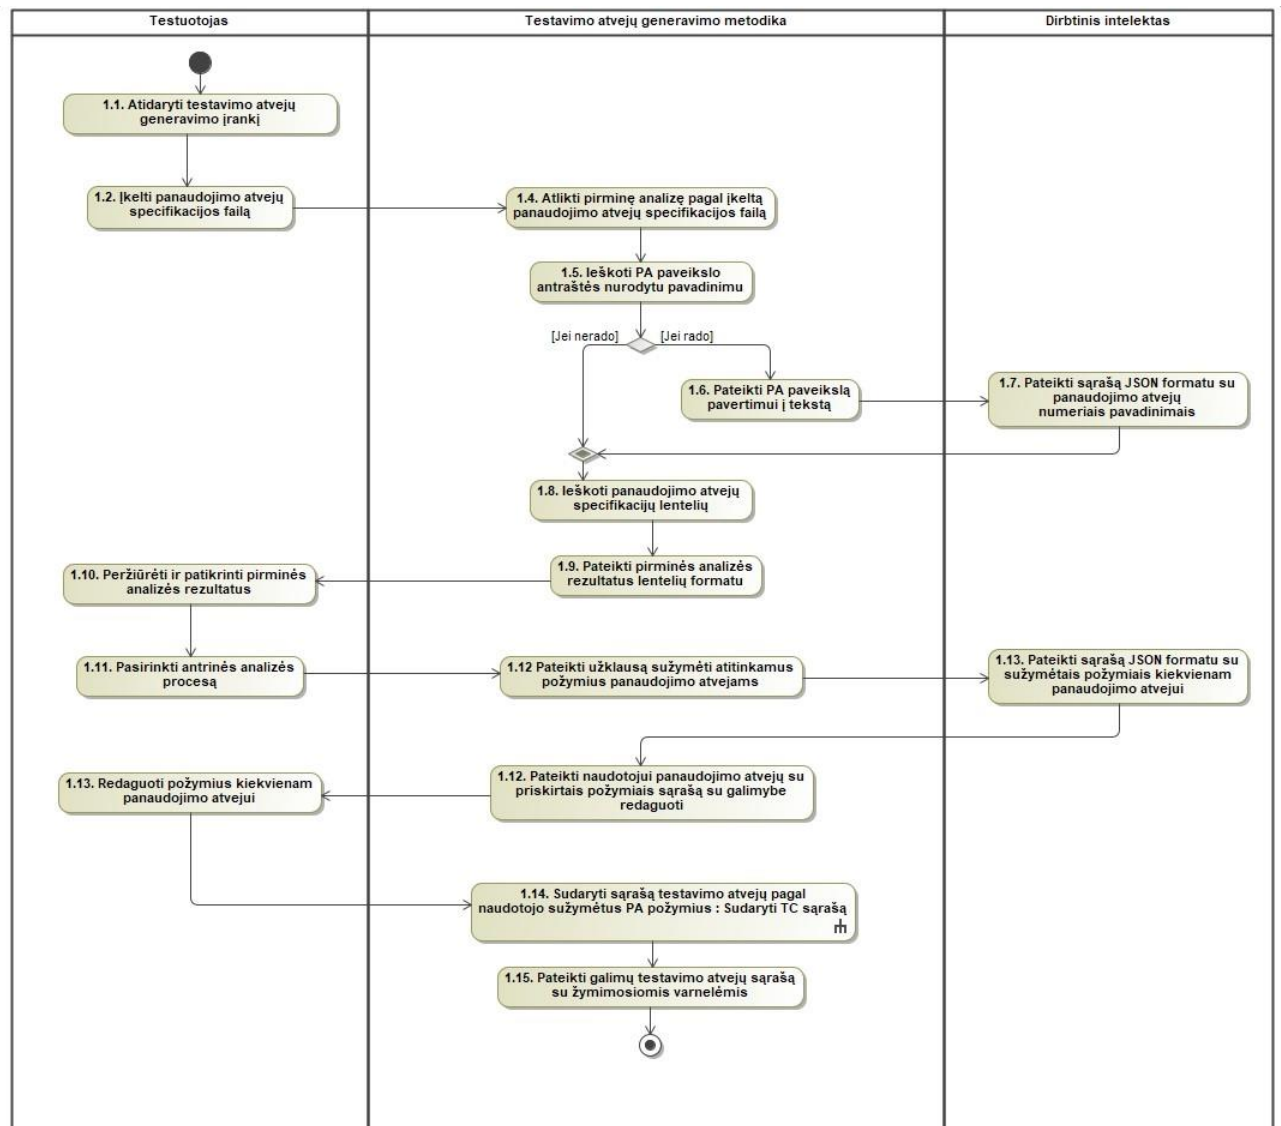 Testuotojas
Testavimo atvejų generavimo metodika
Dirbtinis intelektas
1.1. Atidaryti testavimo atvejų
generavimo įrankį
1.2. Įkelti panaudojimo atvejų
specifikacijos failą
1.4. Atlikti pirminę analizę pagal įkeltą
panaudojimo atvejų specifikacijos failą
1.5. Ieškoti PA paveikslo
antraštės nurodytu pavadinimu
[Jei nerado]
[Jei rado]
1.6. Pateikti PA paveikslą
pavertimui į tekstą
1.7. Pateikti sąrašą JSON formatu su
panaudojimo atvejų
numeriais pavadinimais
1.8. Ieškoti panaudojimo atvejų
specifikacijų lentelių
1.9. Pateikti pirminės analizės
rezultatus lentelių formatu
1.10. Peržiūrėti ir patikrinti pirminės
analizės rezultatus
1.11. Pasirinkti antrinės analizės
procesą
1.12 Pateikti užklausą sužymėti atitinkamus
požymius panaudojimo atvejams
1.13. Pateikti sąrašą JSON formatu su
sužymėtais požymiais kiekvienam
panaudojimo atvejui
1.12. Pateikti naudotojui panaudojimo atvejų su
priskirtais požymiais sąrašą su galimybe
redaguoti
1.13. Redaguoti požymius kiekvienam
panaudojimo atvejui
1.14. Sudaryti sąrašą testavimo atvejų pagal
naudotojo sužymėtus PA požymius : Sudaryti TC sąrašą
1.15. Pateikti galimų testavimo atvejų sąrašą
su žymimosiomis varnelėmis